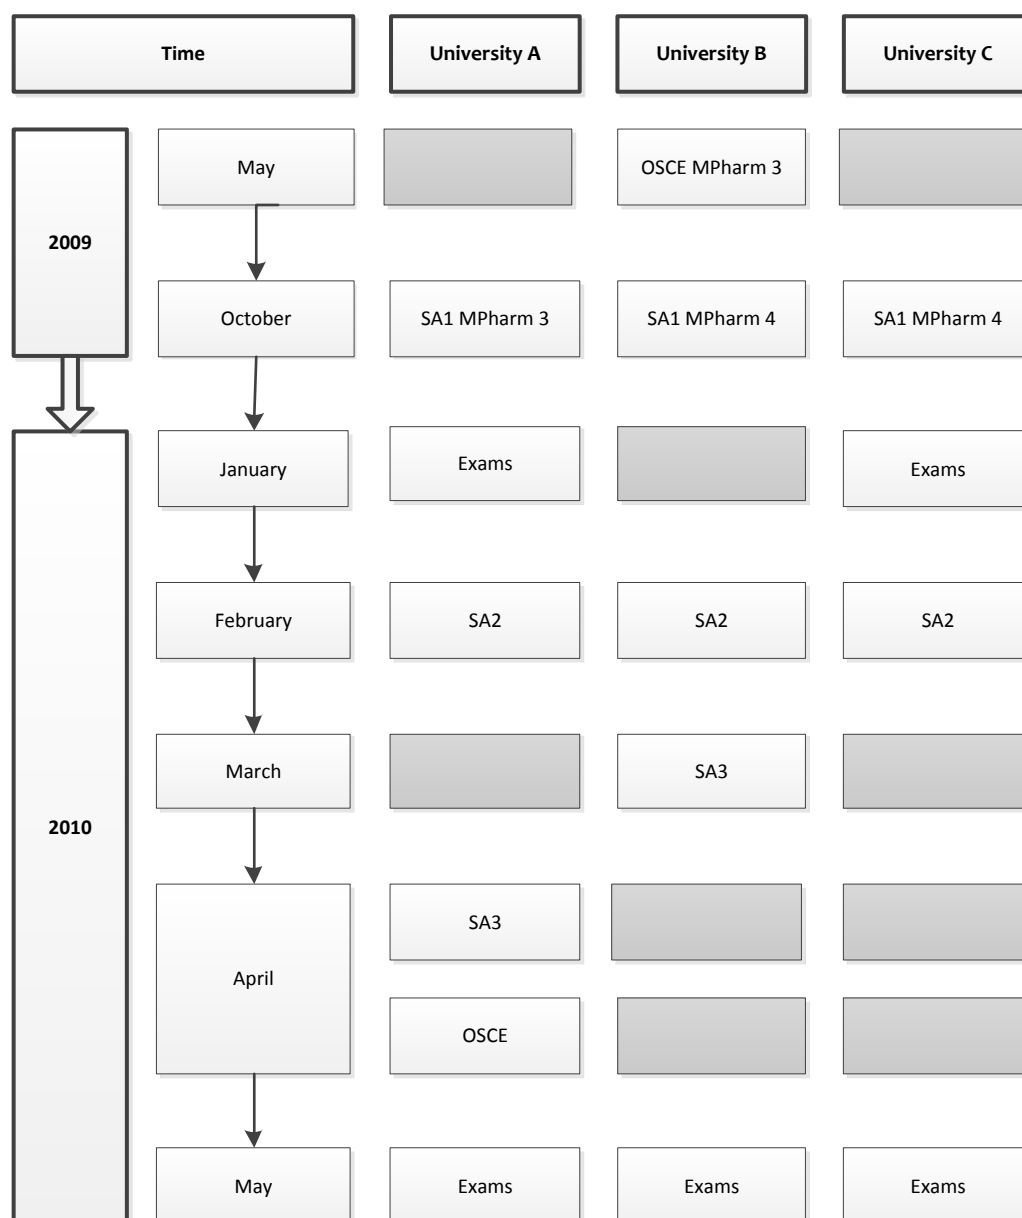 Time University A University B University C
May OSCE MPharm 3
2009
October SA1 MPharm 3 SA1 MPharm 4 SA1 MPharm 4
January Exams Exams
February SA2 SA2 SA2
March SA3
2010
SA3
April
OSCE
May Exams Exams Exams